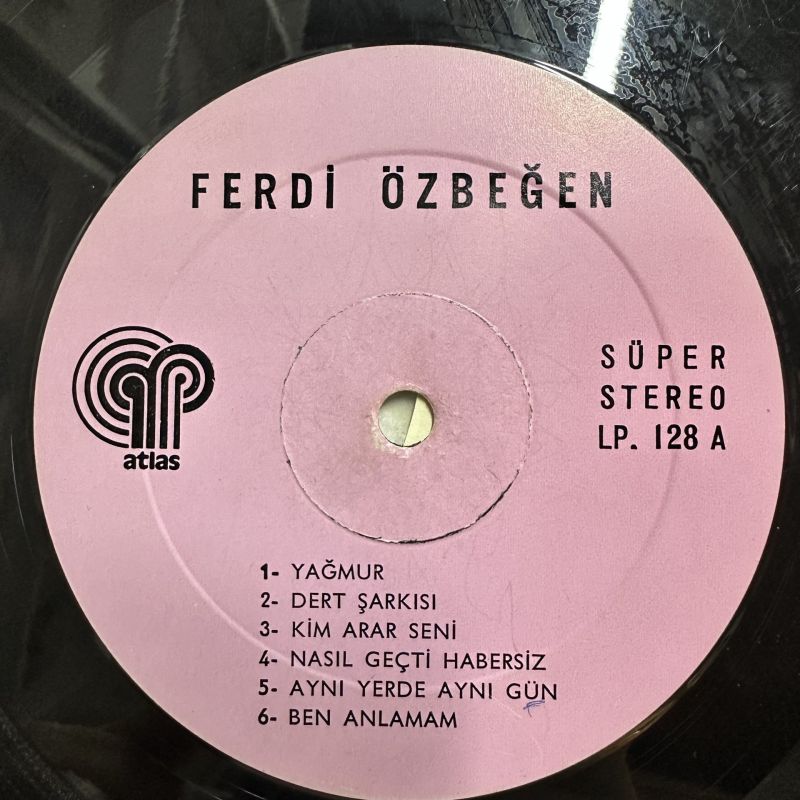 FERDİ ÖZBEĞEN
atlas
SÜPER
STEREO
LP. 128 A
1- YAĞMUR
2- DERT ŞARKISI
3- KİM ARAR SENİ
4- NASIL GEÇTİ HABERSİZ
5- AYNI YERDE AYNI GÜN
6- BEN ANLAMAM